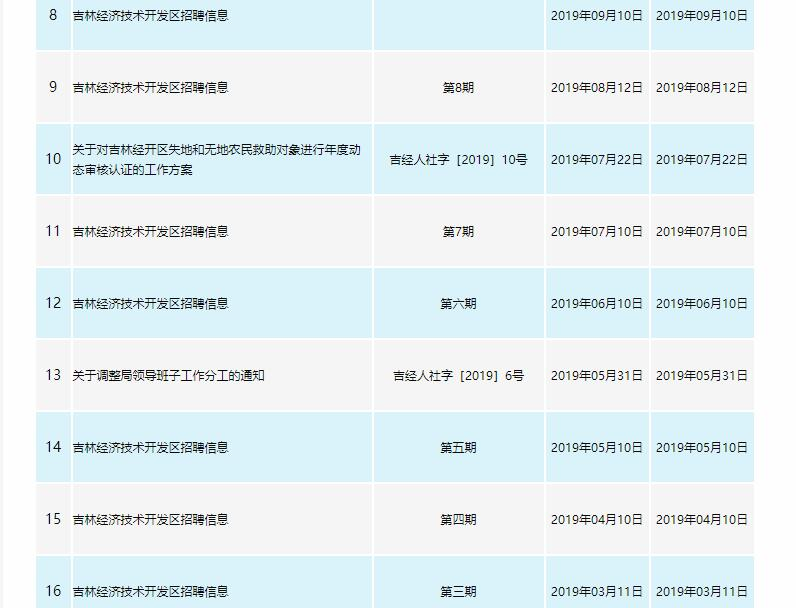 8 吉林经济技术开发区招聘信息 2019年09月10日 2019年09月10日
9 吉林经济技术开发区招聘信息 第8期 2019年08月12日 2019年08月12日
10 关于对吉林经开区失地和无地农民救助对象进行年度动
态审核认证的工作方案 吉经人社字［2019］10号 2019年07月22日 2019年07月22日
11 吉林经济技术开发区招聘信息 第7期 2019年07月10日 2019年07月10日
12 吉林经济技术开发区招聘信息 第六期 2019年06月10日 2019年06月10日
13 关于调整局领导班子工作分工的通知 吉经人社字［2019］6号 2019年05月31日 2019年05月31日
14 吉林经济技术开发区招聘信息 第五期 2019年05月10日 2019年05月10日
15 吉林经济技术开发区招聘信息 第四期 2019年04月10日 2019年04月10日
16 吉林经济技术开发区招聘信息 第三期 2019年03月11日 2019年03月11日